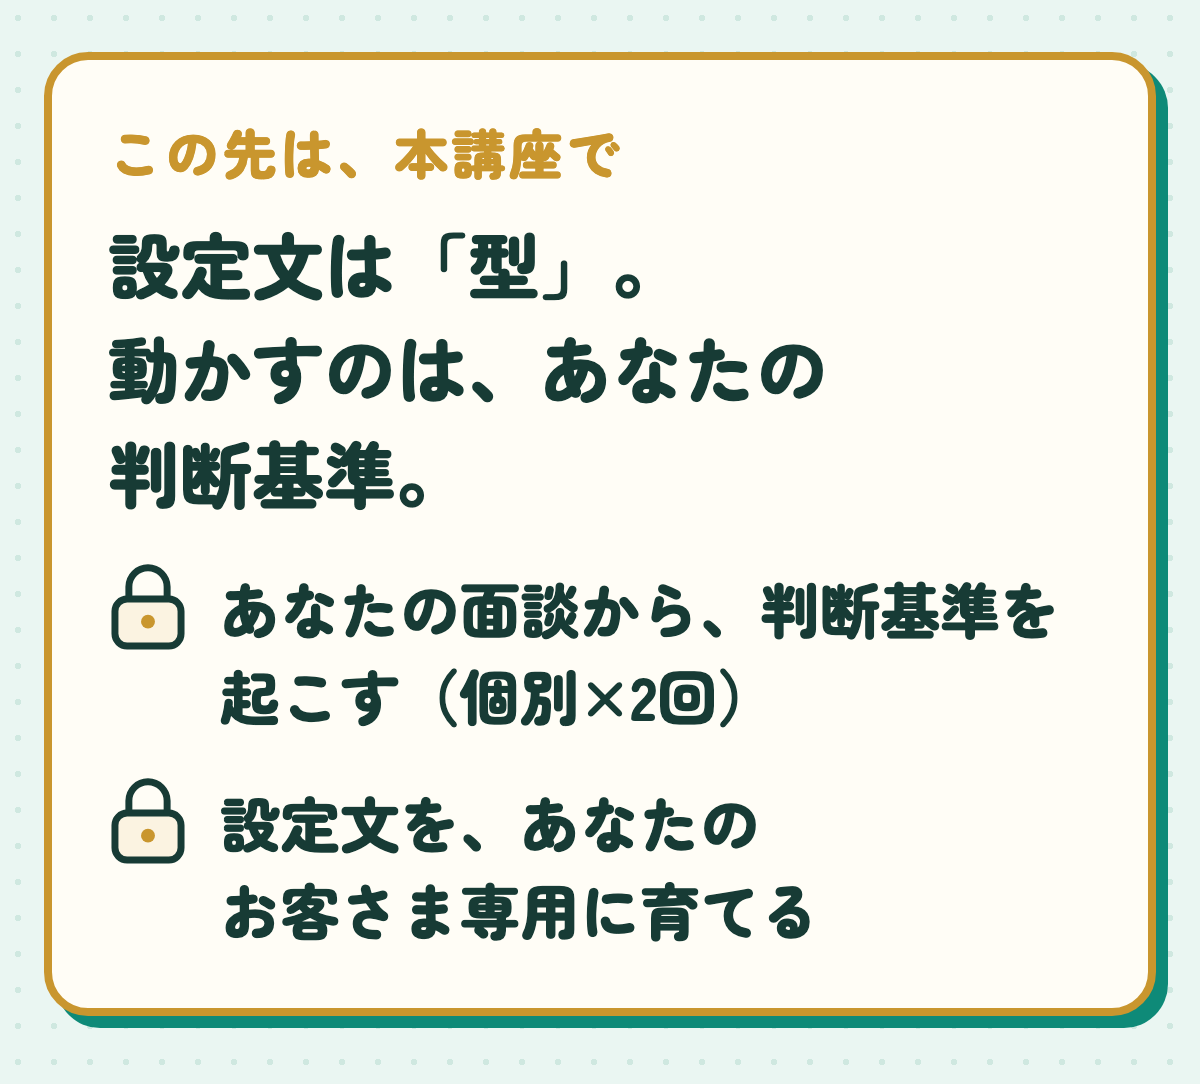 この先は、本講座で
設定文は「型」。
動かすのは、あなたの
判断基準。
あなたの面談から、判断基準を
起こす（個別×2回）
設定文を、あなたの
お客さま専用に育てる